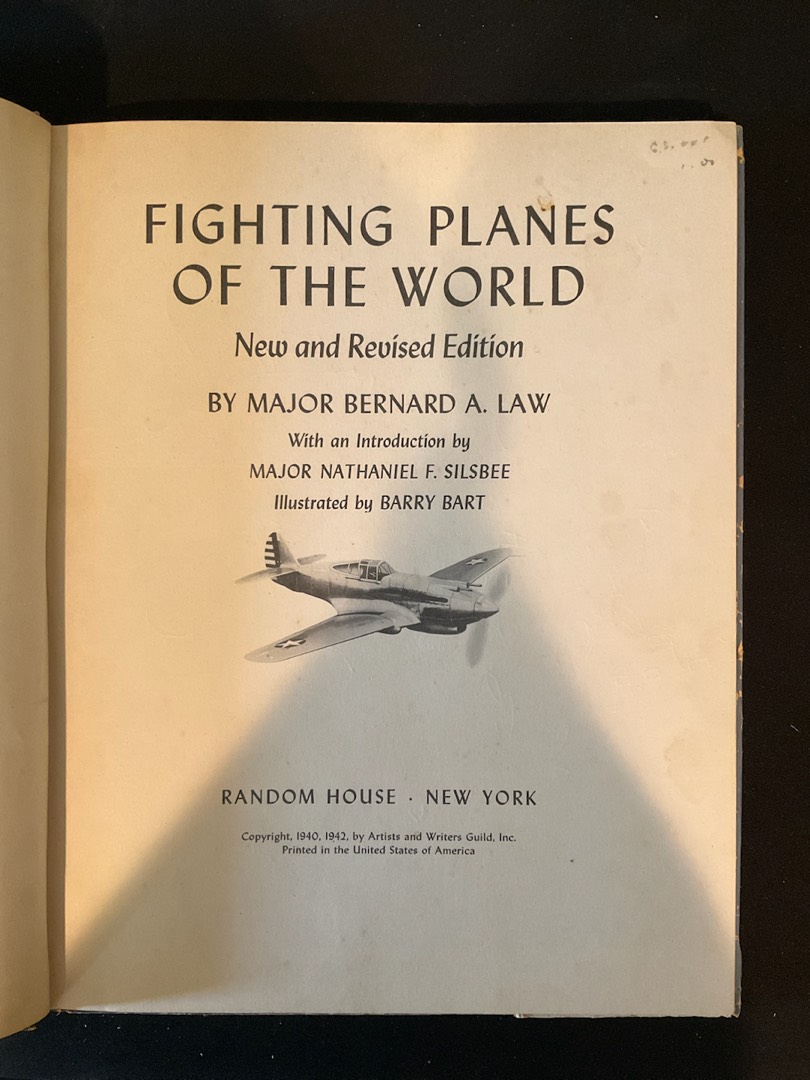 FIGHTING PLANES
OF THE WORLD
New and Revised Edition
BY MAJOR BERNARD A. LAW
With an Introduction by
MAJOR NATHANIEL F. SILSBEE
Illustrated by BARRY BART
RANDOM HOUSE · NEW YORK
Copyright, 1940, 1942, by Artists and Writers Guild, Inc.
Printed in the United States of America